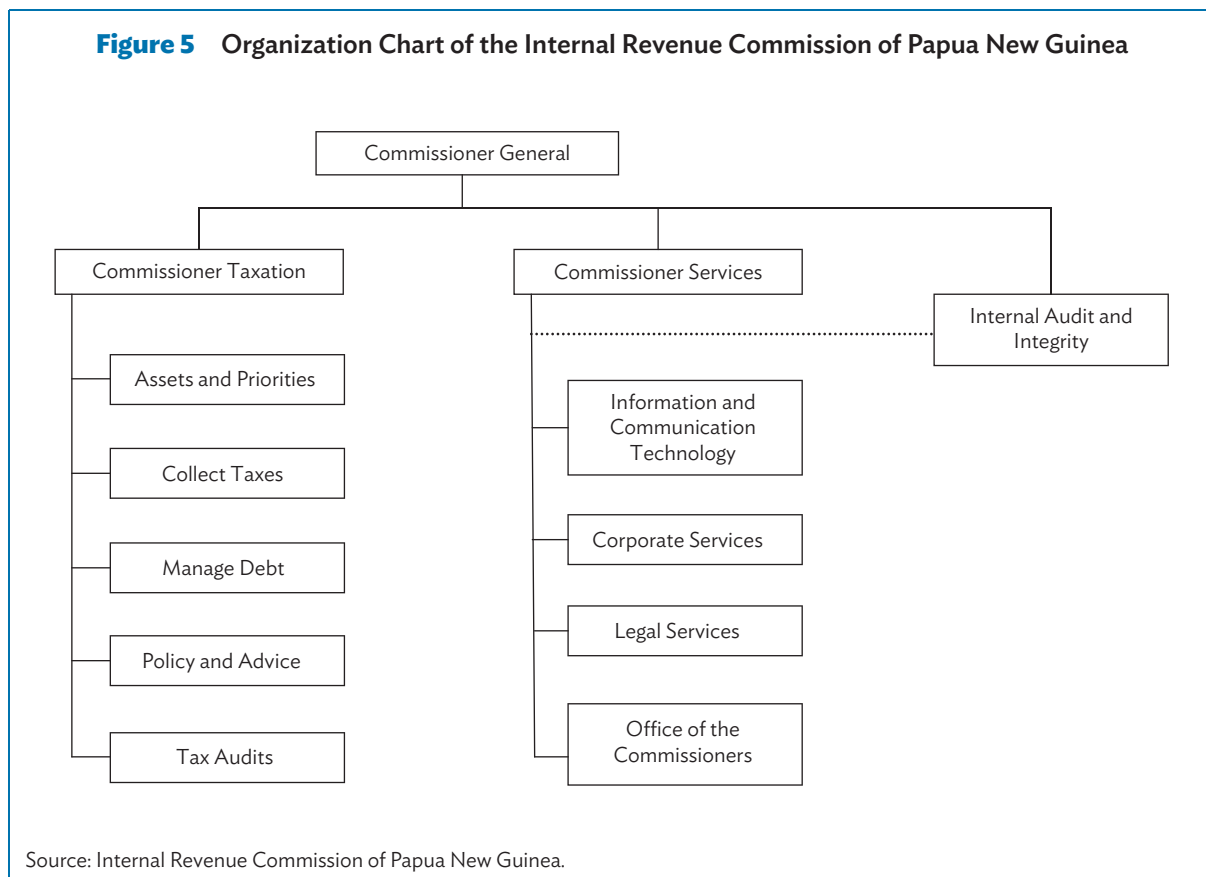 Figure 5 Organization Chart of the Internal Revenue Commission of Papua New Guinea
Commissioner General
Commissioner Taxation
Assets and Priorities
Collect Taxes
Manage Debt
Policy and Advice
Tax Audits
Commissioner Services
Information and
Communication
Technology
Corporate Services
Legal Services
Office of the
Commissioners
Internal Audit and
Integrity
Source: Internal Revenue Commission of Papua New Guinea.